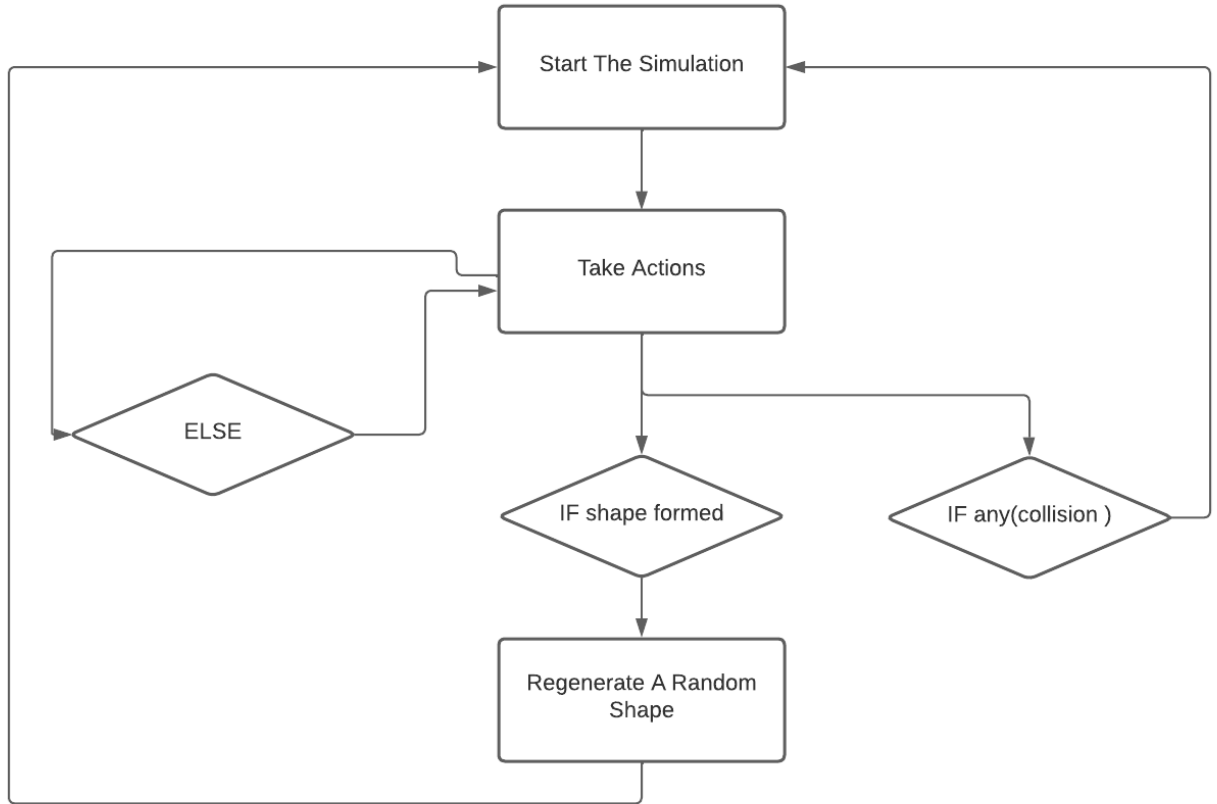 Start The Simulation
Take Actions
ELSE
IF shape formed
IF any(collision )
Regenerate A Random
Shape